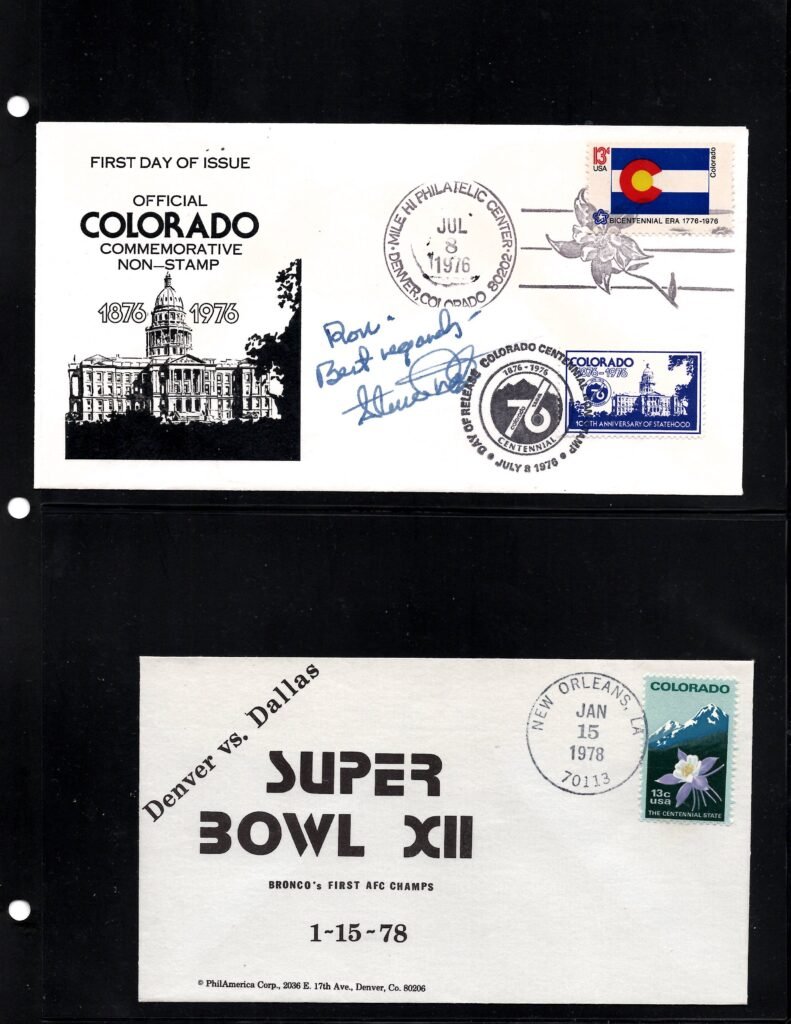 FIRST DAY OF ISSUE
OFFICIAL
COLORADO
COMMEMORATIVE
NON-STAMP
1876 1976
MILE HI PHILATELIC CENTER
JUL
8
1976
DENVER, COLORADO 80202
13¢
USA
Colorado
BICENTENNIAL ERA 1776-1976
Ron-
Best regards-
DAY OF RELEASE COLORADO CENTENNIAL
1876 - 1976
76
CENTENNIAL
JULY 8 1976
COLORADO
1876-1976
76
100TH ANNIVERSARY OF STATEHOOD
Denver vs. Dallas
SUPER
BOWL XII
BRONCO's FIRST AFC CHAMPS
1-15-78
© PhilAmerica Corp., 2036 E. 17th Ave., Denver, Co. 80206
NEW ORLEANS, LA
JAN
15
1978
70113
COLORADO
13c
usa
THE CENTENNIAL STATE